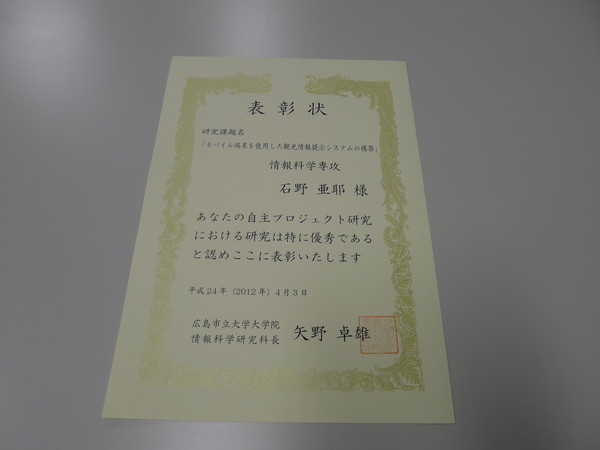 表彰状
研究課題名
「モバイル端末を使用した観光情報提示システムの構築」
情報科学専攻
石野 亜耶 様
あなたの自主プロジェクト研究
における研究は特に優秀である
と認めここに表彰いたします
平成24年（2012年）4月3日
広島市立大学大学院
情報科学研究科長 矢野 卓雄